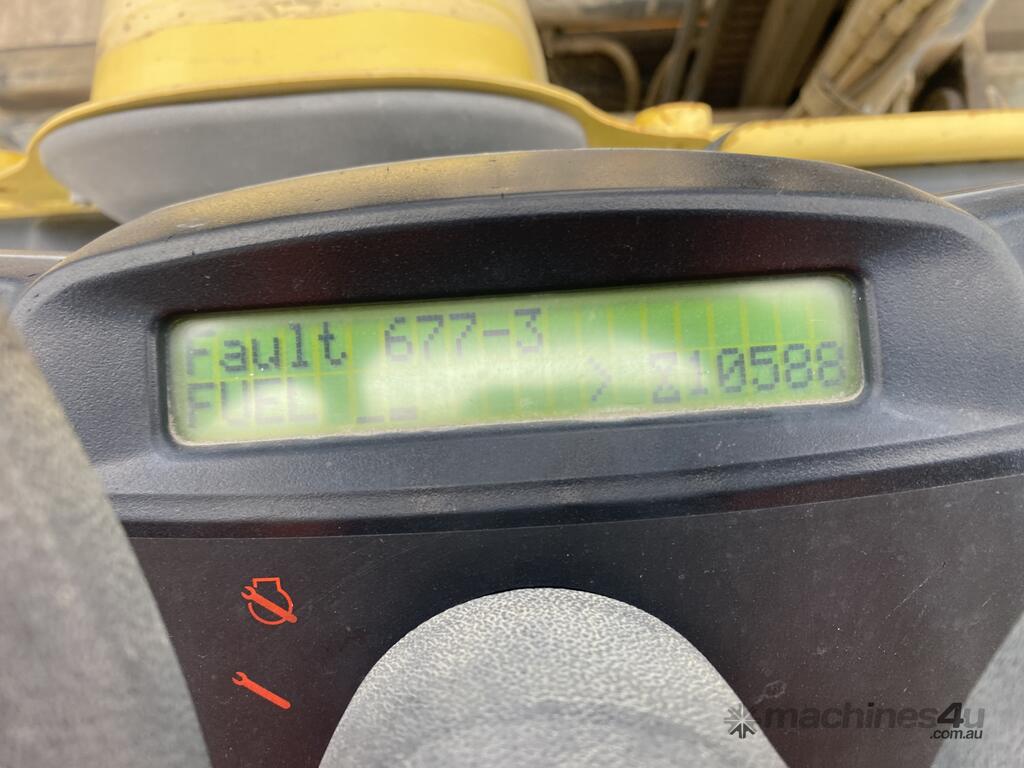 Fault 677-3
FUEL > 210588
machines4u
.com.au